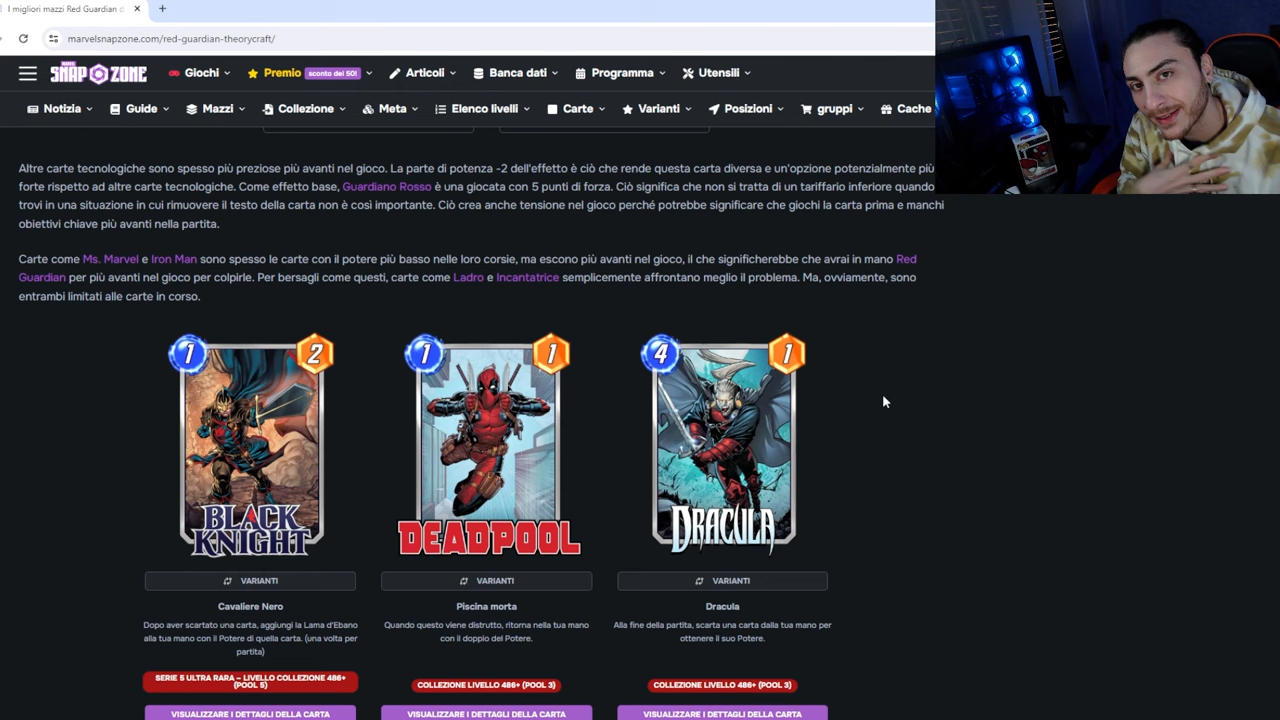 I migliori mazzi Red Guardian d
marvelsnapzone.com/red-guardian-theorycraft/
MARVEL SNAP ZONE Giochi Premio sconto del 50! Articoli Banca dati Programma Utensili
Notizia Guide Mazzi Collezione Meta Elenco livelli Carte Varianti Posizioni gruppi Cache
Altre carte tecnologiche sono spesso più preziose più avanti nel gioco. La parte di potenza -2 dell'effetto è ciò che rende questa carta diversa e un'opzione potenzialmente più
forte rispetto ad altre carte tecnologiche. Come effetto base, Guardiano Rosso è una giocata con 5 punti di forza. Ciò significa che non si tratta di un tariffario inferiore quando
trovi in una situazione in cui rimuovere il testo della carta non è così importante. Ciò crea anche tensione nel gioco perché potrebbe significare che giochi la carta prima e manchi
obiettivi chiave più avanti nella partita.
Carte come Ms. Marvel e Iron Man sono spesso le carte con il potere più basso nelle loro corsie, ma escono più avanti nel gioco, il che significherebbe che avrai in mano Red
Guardian per più avanti nel gioco per colpirle. Per bersagli come questi, carte come Ladro e Incantatrice semplicemente affrontano meglio il problema. Ma, ovviamente, sono
entrambi limitati alle carte in corso.
1 2 1 1 4 1
BLACK KNIGHT
DEADPOOL
DRACULA
VARIANTI VARIANTI VARIANTI
Cavaliere Nero
Dopo aver scartato una carta, aggiungi la Lama d'Ebano
alla tua mano con il Potere di quella carta. (una volta per
partita)
SERIE 5 ULTRA RARA – LIVELLO COLLEZIONE 486+
(POOL 5)
VISUALIZZARE I DETTAGLI DELLA CARTA
Piscina morta
Quando questo viene distrutto, ritorna nella tua mano
con il doppio del Potere.
COLLEZIONE LIVELLO 486+ (POOL 3)
VISUALIZZARE I DETTAGLI DELLA CARTA
Dracula
Alla fine della partita, scarta una carta dalla tua mano per
ottenere il suo Potere.
COLLEZIONE LIVELLO 486+ (POOL 3)
VISUALIZZARE I DETTAGLI DELLA CARTA